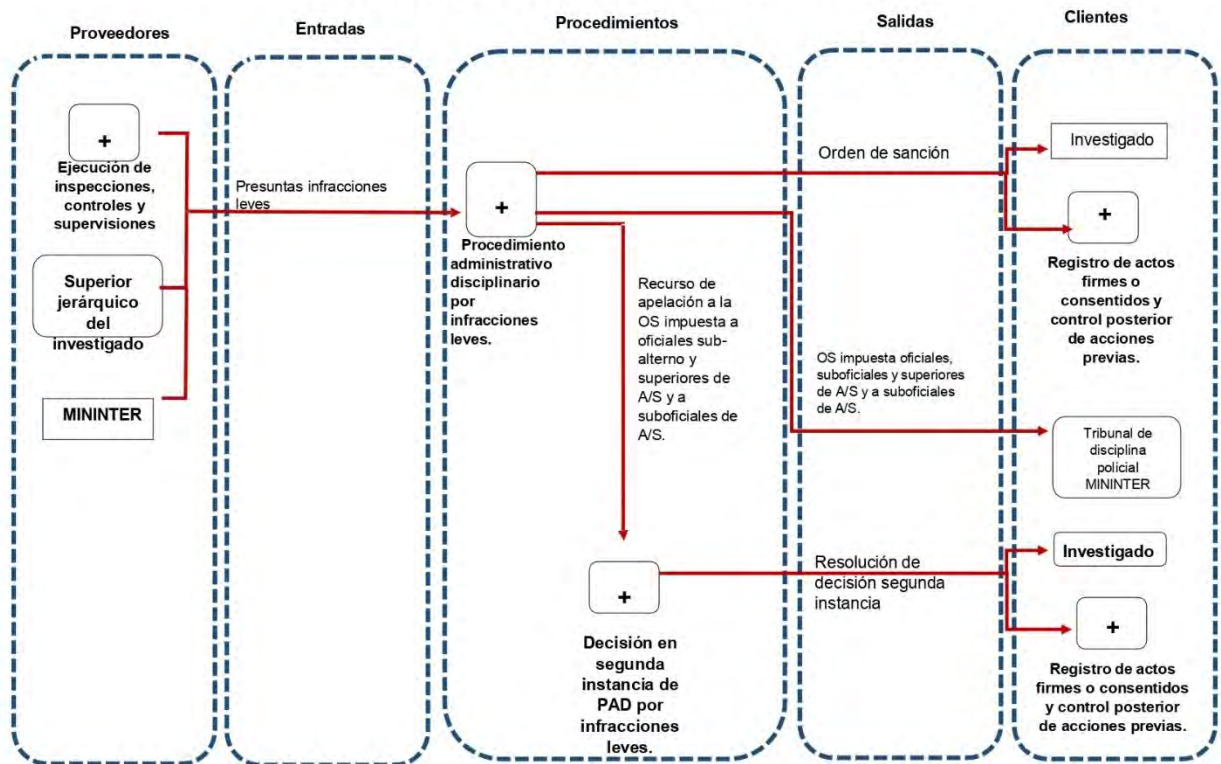 Proveedores
Entradas
Procedimientos
Salidas
Clientes
+
Ejecución de
inspecciones,
controles y
supervisiones
Superior
jerárquico
del
investigado
MININTER
Presuntas infracciones
leves
+
Procedimiento
administrativo
disciplinario
por
infracciones
leves.
Recurso de
apelación a la
OS impuesta a
oficiales sub-
alterno y
superiores de
A/S y a
suboficiales de
A/S.
+
Decisión en
segunda
instancia de
PAD por
infracciones
leves.
Orden de sanción
OS impuesta oficiales,
suboficiales y superiores
de A/S y a suboficiales
de A/S.
Resolución de
decisión segunda
instancia
Investigado
+
Registro de actos
firmes o
consentidos y
control posterior
de acciones
previas.
Tribunal de
disciplina
policial
MININTER
Investigado
+
Registro de actos
firmes o consentidos
y control posterior
de acciones previas.